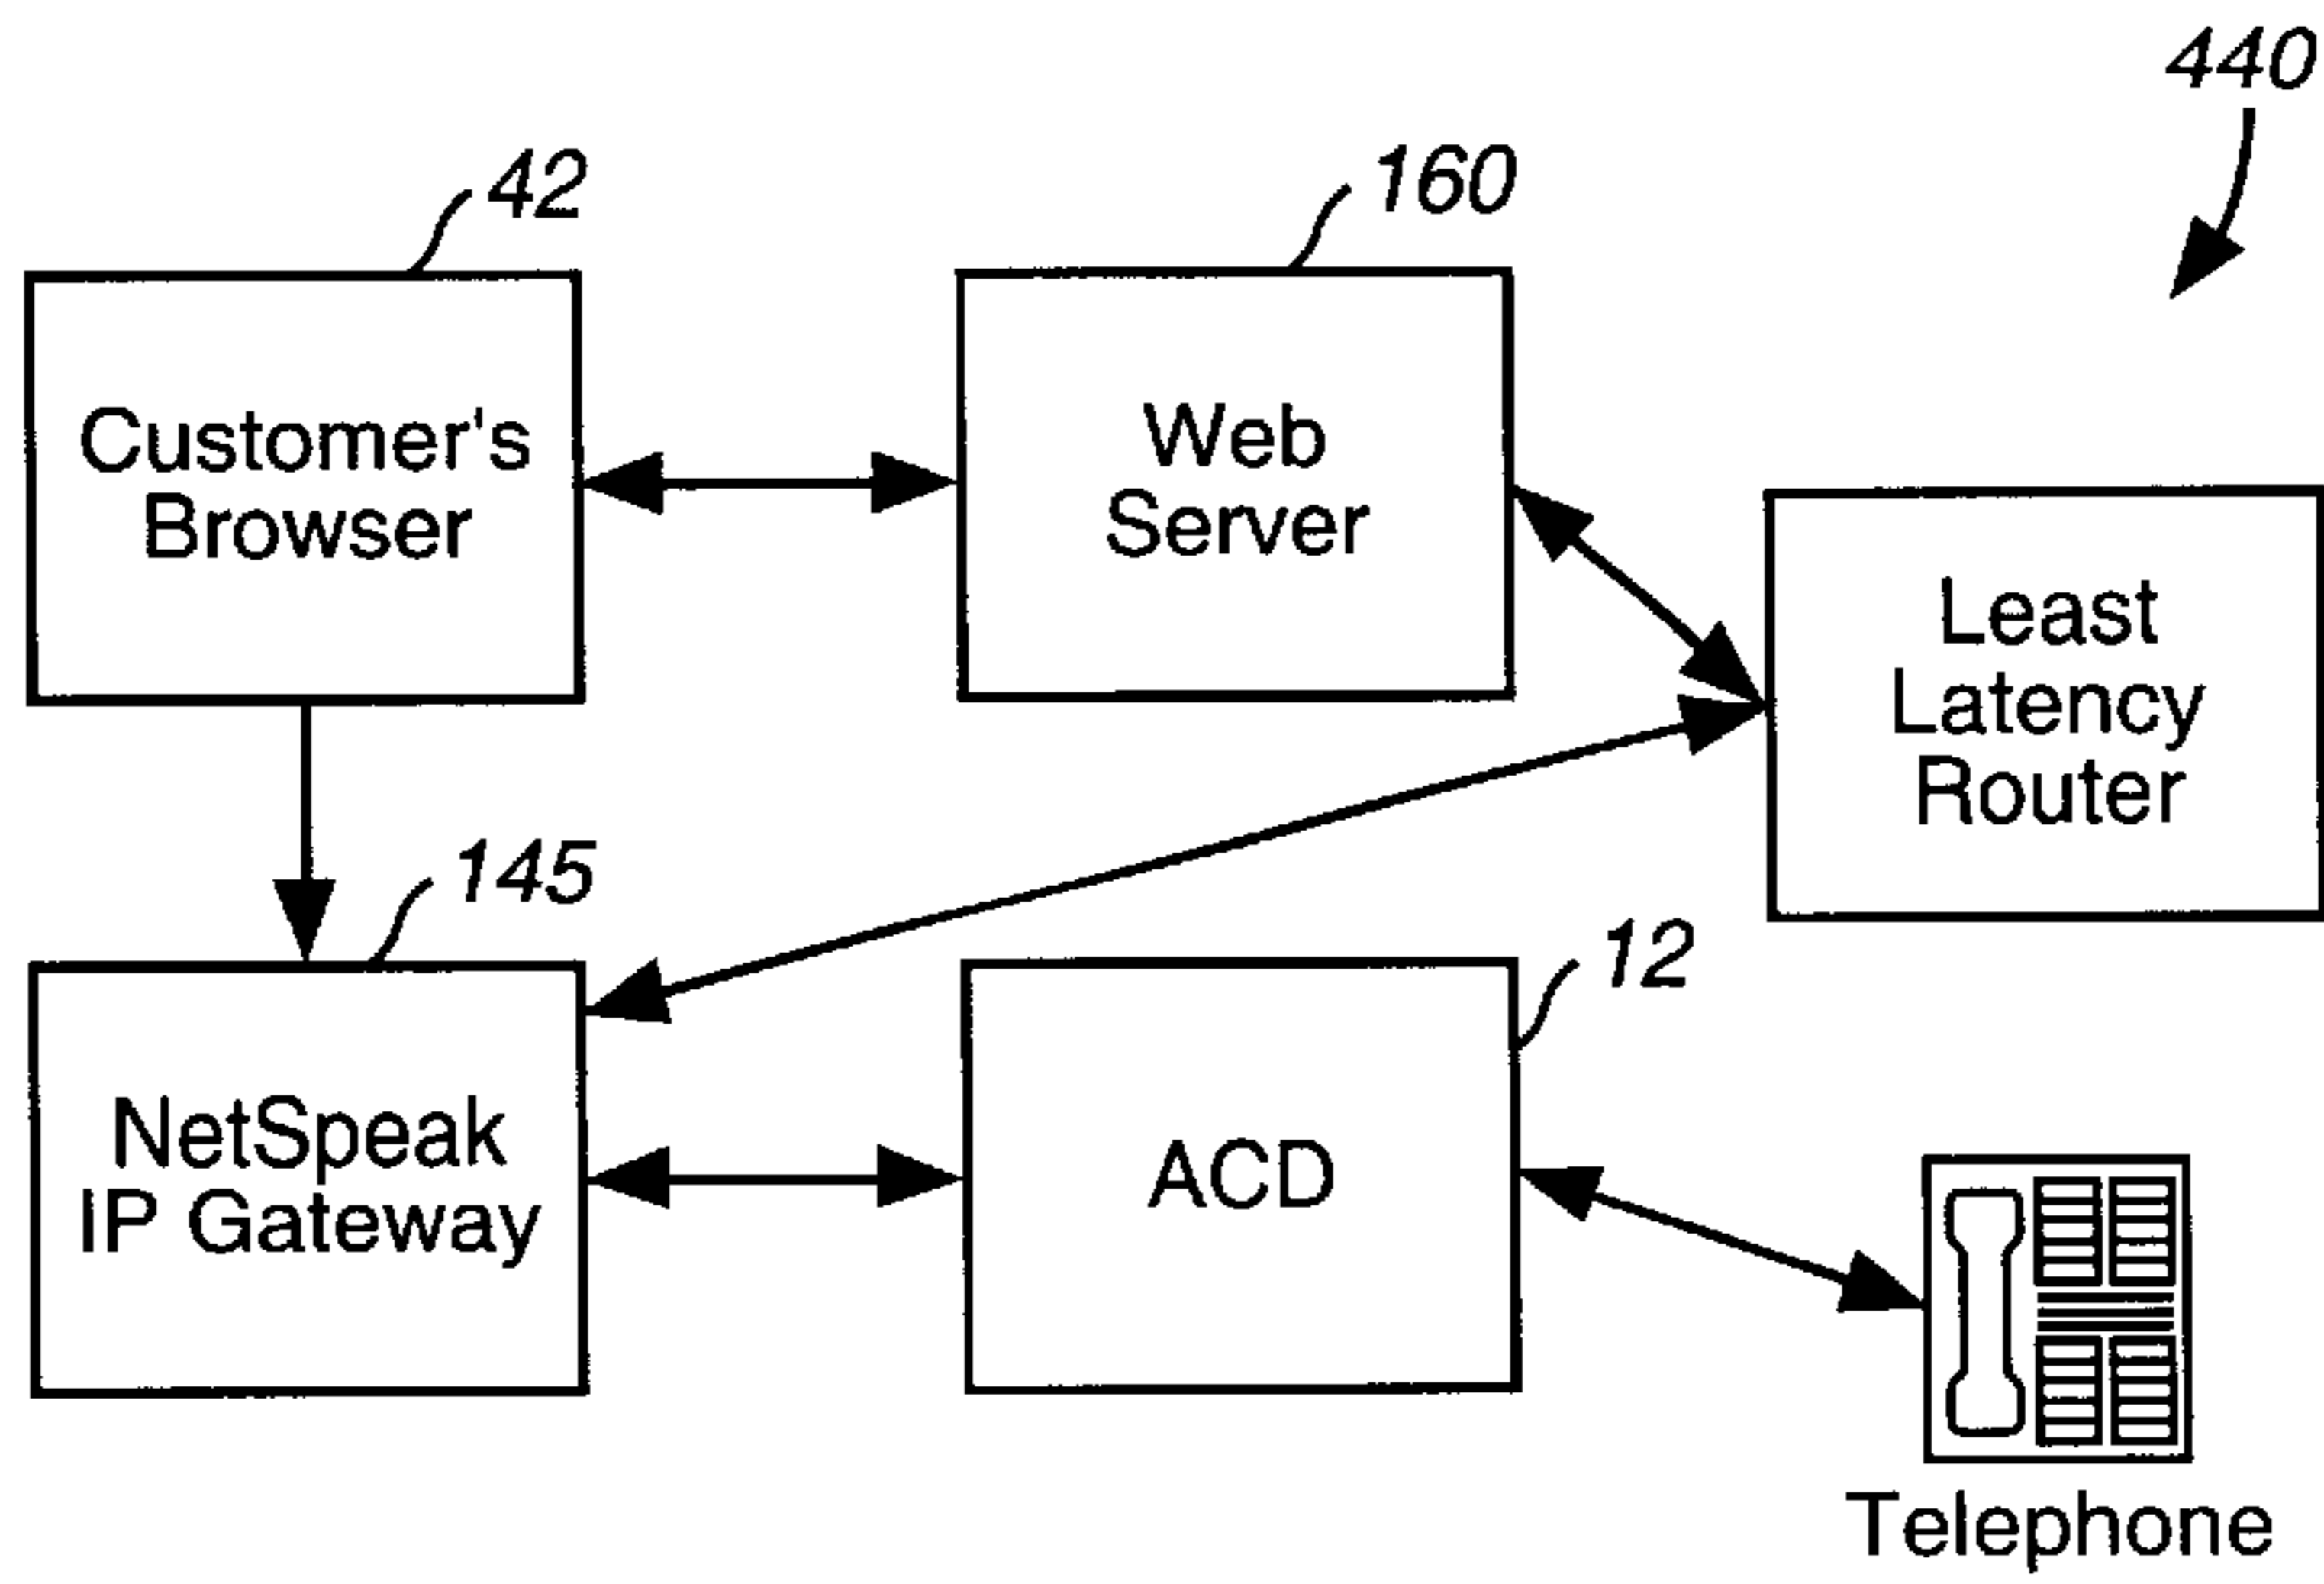 440
42
160
Customer's
Browser
Web
Server
Least
Latency
Router
145
12
NetSpeak
IP Gateway
ACD
Telephone